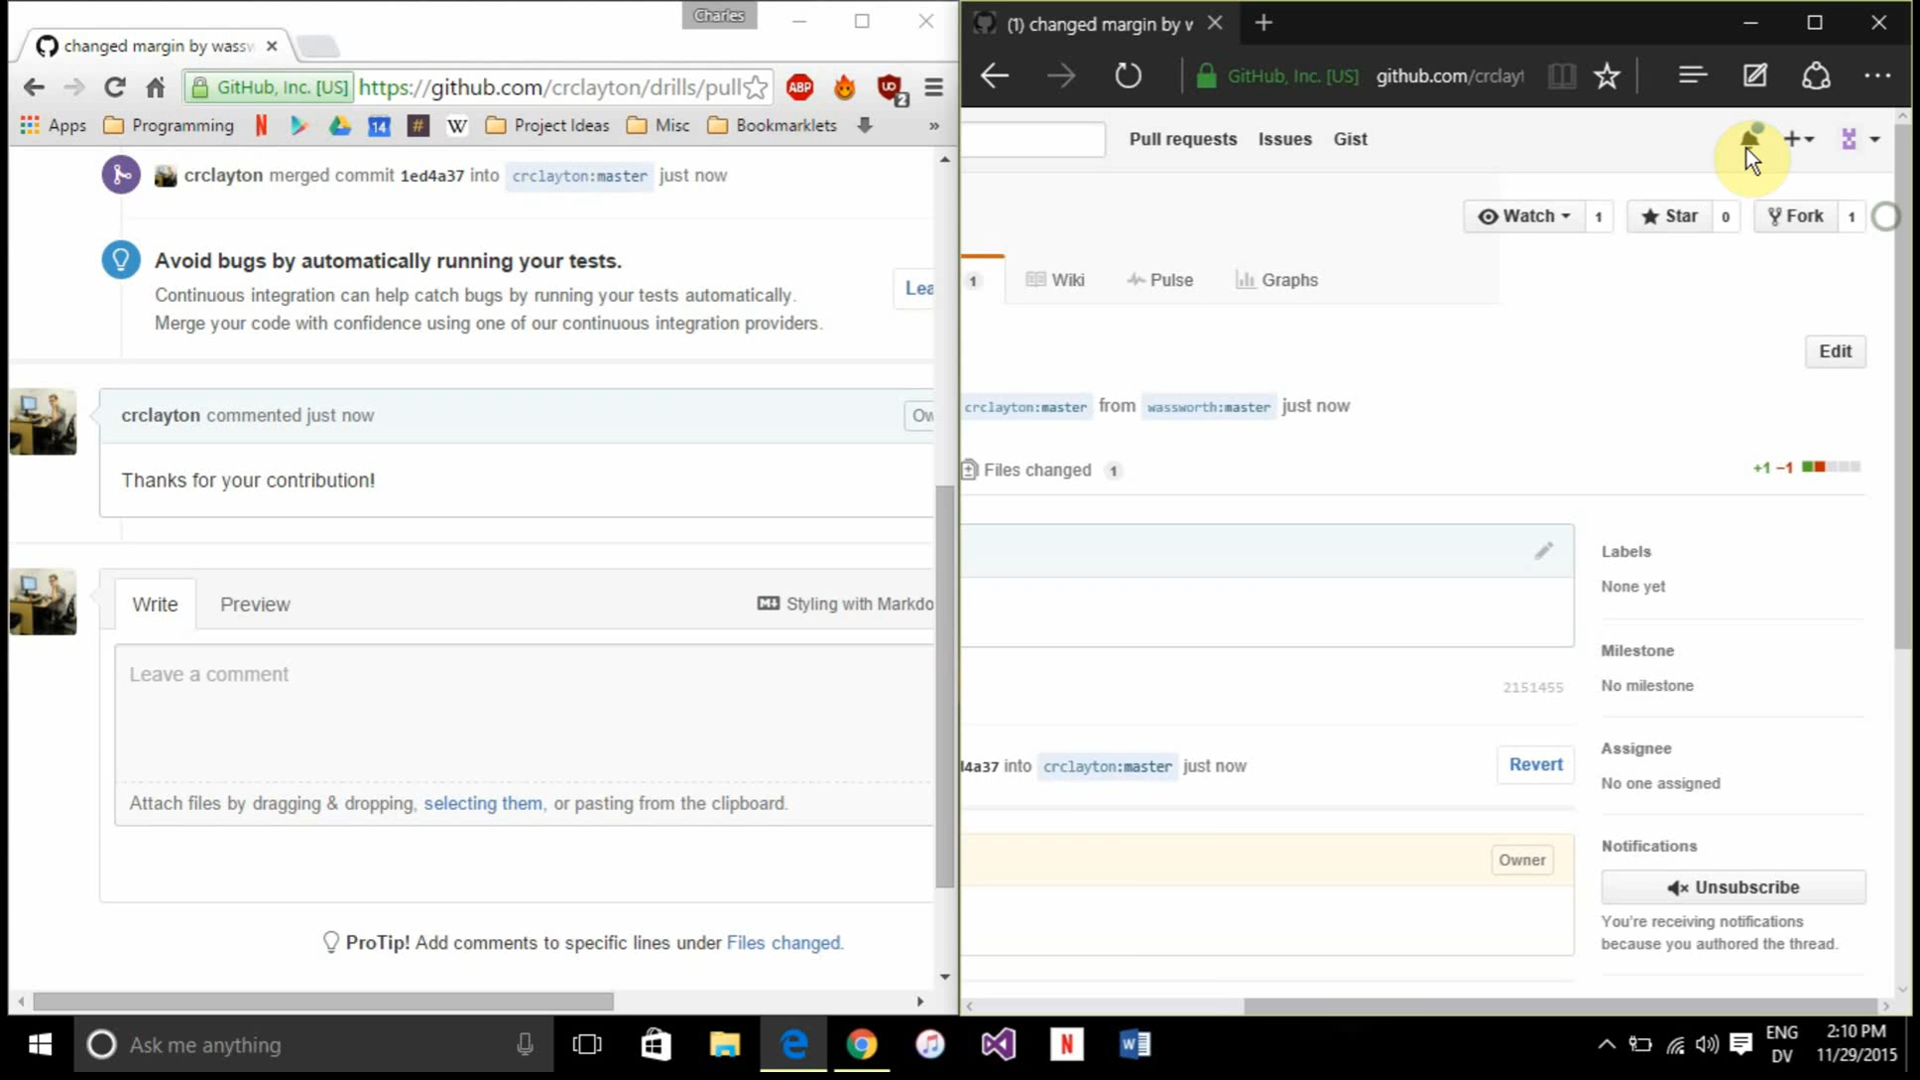 Charles
changed margin by wassw
GitHub, Inc. [US] https://github.com/crclayton/drills/pull
ABP
UD
2
Apps Programming N 14 # W Project Ideas Misc Bookmarklets »
crclayton merged commit 1ed4a37 into crclayton:master just now
Avoid bugs by automatically running your tests.
Continuous integration can help catch bugs by running your tests automatically.
Merge your code with confidence using one of our continuous integration providers.
Lea
crclayton commented just now
Ow
Thanks for your contribution!
Write Preview Styling with Markdo
Leave a comment
Attach files by dragging & dropping, selecting them, or pasting from the clipboard.
ProTip! Add comments to specific lines under Files changed.
(1) changed margin by w
GitHub, Inc. [US] github.com/crclayt
Pull requests Issues Gist
Watch 1 Star 0 Fork 1
1 Wiki Pulse Graphs
Edit
crclayton:master from wassworth:master just now
Files changed 1
+1 −1
Labels
None yet
Milestone
No milestone
2151455
Assignee
No one assigned
4a37 into crclayton:master just now
Revert
Notifications
Owner
Unsubscribe
You're receiving notifications
because you authored the thread.
Ask me anything
N
W
ENG
DV
2:10 PM
11/29/2015